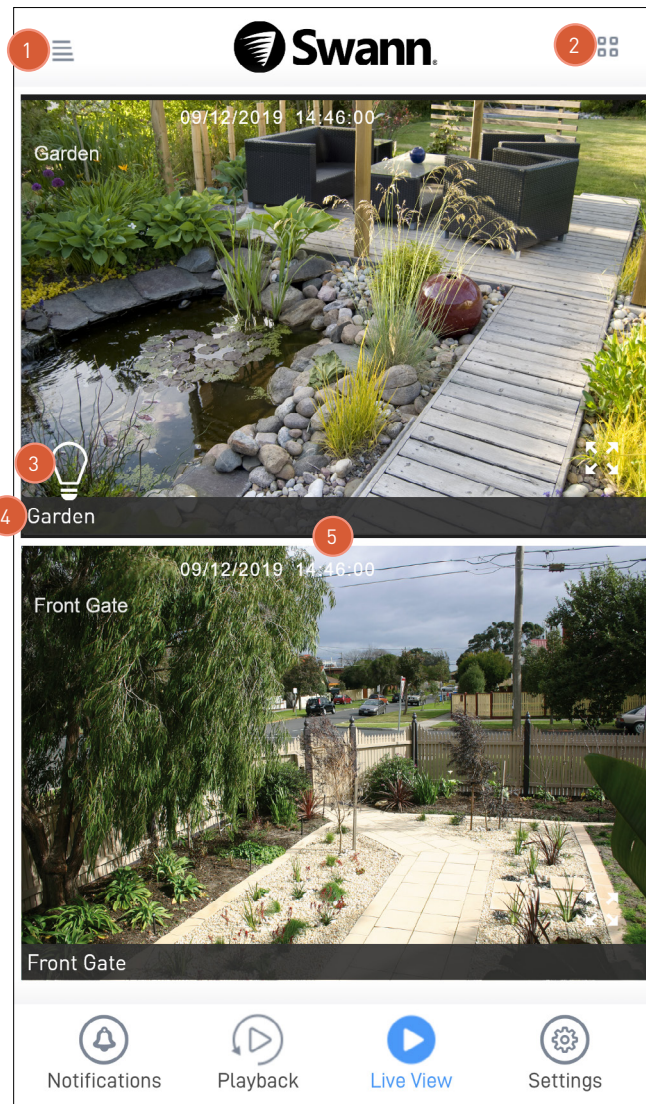 1
Swann®
2
09/12/2019 14:46:00
Garden
3
4
Garden
5
09/12/2019 14:46:00
Front Gate
Front Gate
Notifications Playback Live View Settings